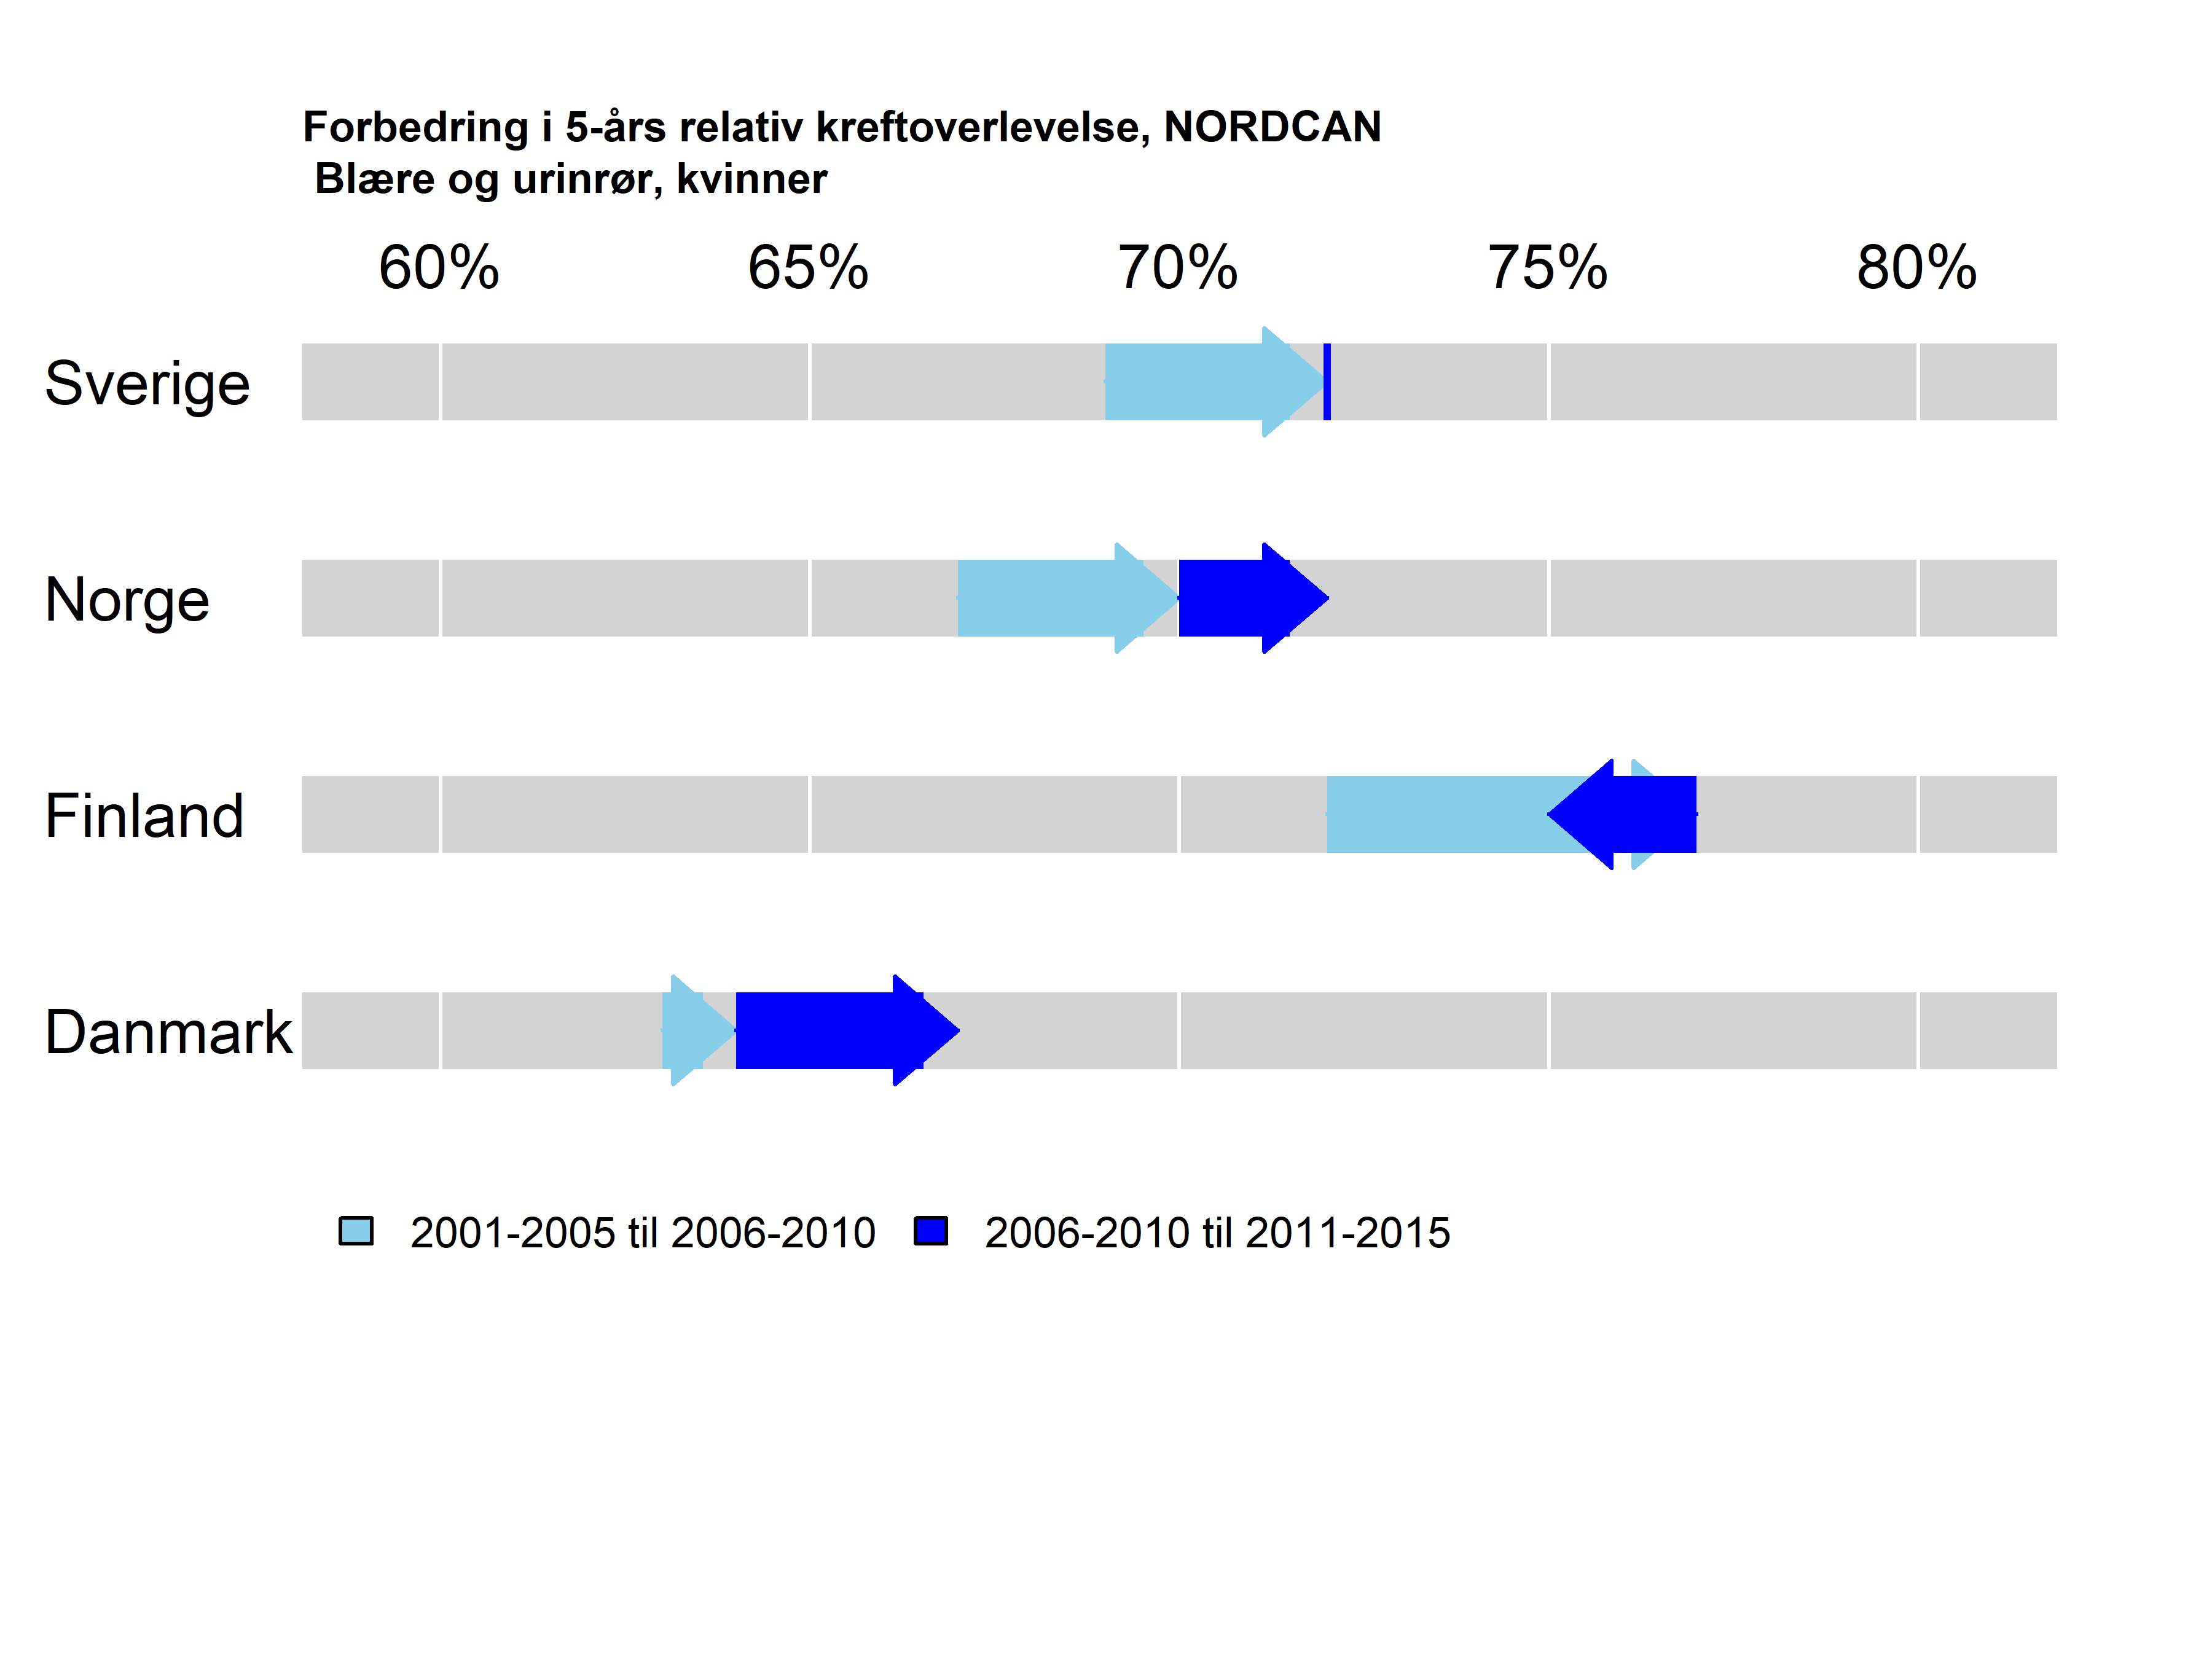 Forbedring i 5-års relativ kreftoverlevelse, NORDCAN
Blære og urinrør, kvinner
60% 65% 70% 75% 80%
Sverige
Norge
Finland
Danmark
2001-2005 til 2006-2010 2006-2010 til 2011-2015